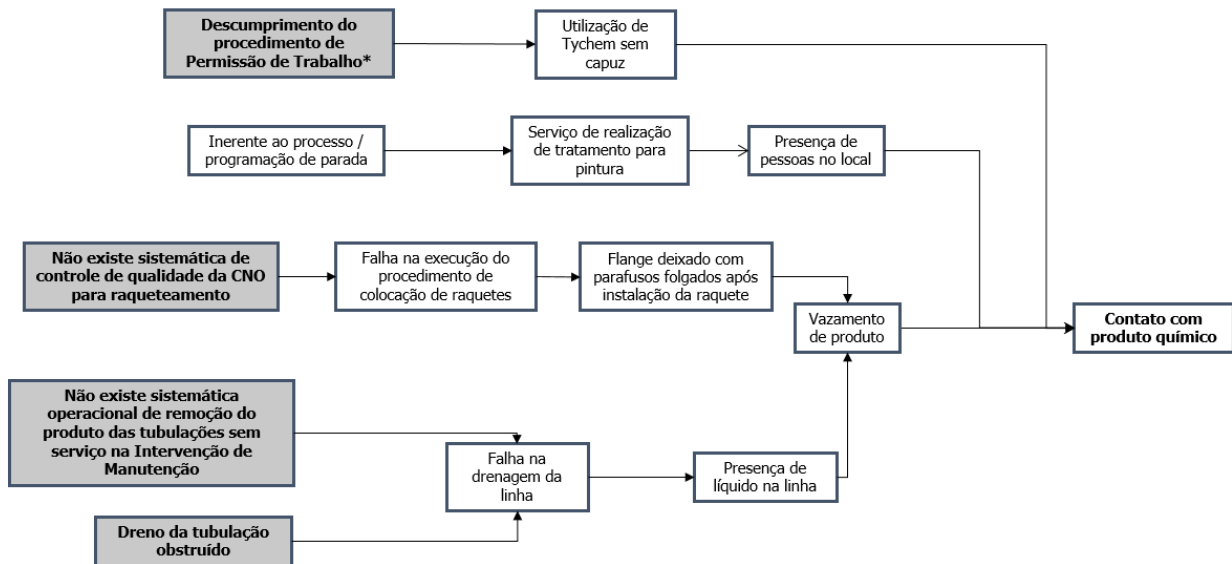 Descumprimento do
procedimento de
Permissão de Trabalho*
Utilização de
Tychem sem
capuz
Inerente ao processo /
programação de parada
Serviço de realização
de tratamento para
pintura
Presença de
pessoas no local
Não existe sistemática de
controle de qualidade da CNO
para raqueteamento
Falha na execução do
procedimento de
colocação de raquetes
Flange deixado com
parafusos folgados após
instalação da raquete
Vazamento
de produto
Contato com
produto químico
Não existe sistemática
operacional de remoção do
produto das tubulações sem
serviço na Intervenção de
Manutenção
Falha na
drenagem da
linha
Presença de
líquido na linha
Dreno da tubulação
obstruído